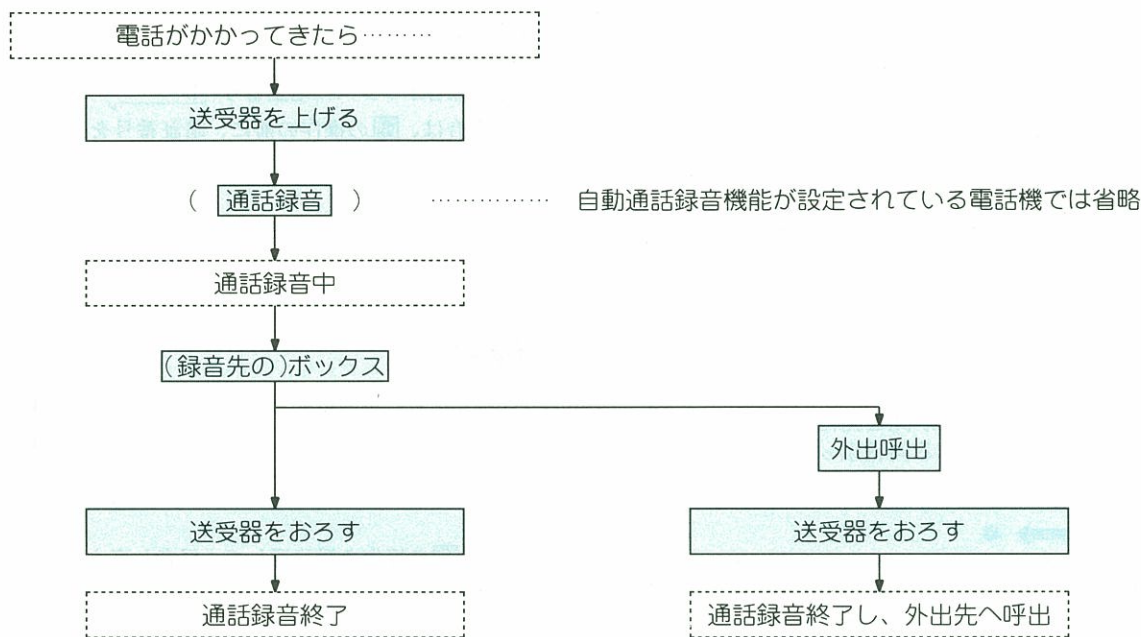 電話がかかってきたら………
送受器を上げる
( 通話録音 ) …………… 自動通話録音機能が設定されている電話機では省略
通話録音中
(録音先の)ボックス
外出呼出
送受器をおろす 送受器をおろす
通話録音終了 通話録音終了し、外出先へ呼出